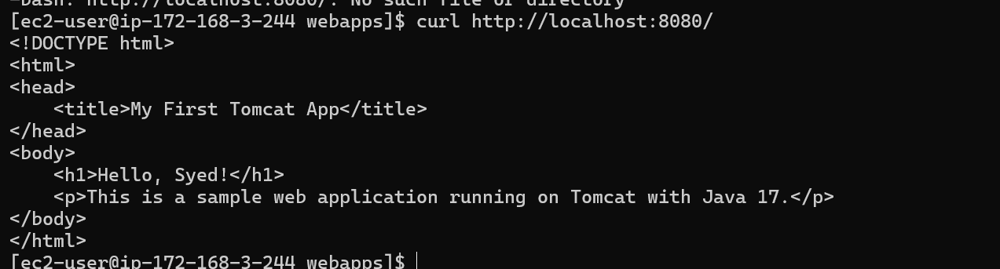 -bash: http://localhost:8080/: No such file or directory
[ec2-user@ip-172-168-3-244 webapps]$ curl http://localhost:8080/
<!DOCTYPE html>
<html>
<head>
    <title>My First Tomcat App</title>
</head>
<body>
    <h1>Hello, Syed!</h1>
    <p>This is a sample web application running on Tomcat with Java 17.</p>
</body>
</html>
[ec2-user@ip-172-168-3-244 webapps]$